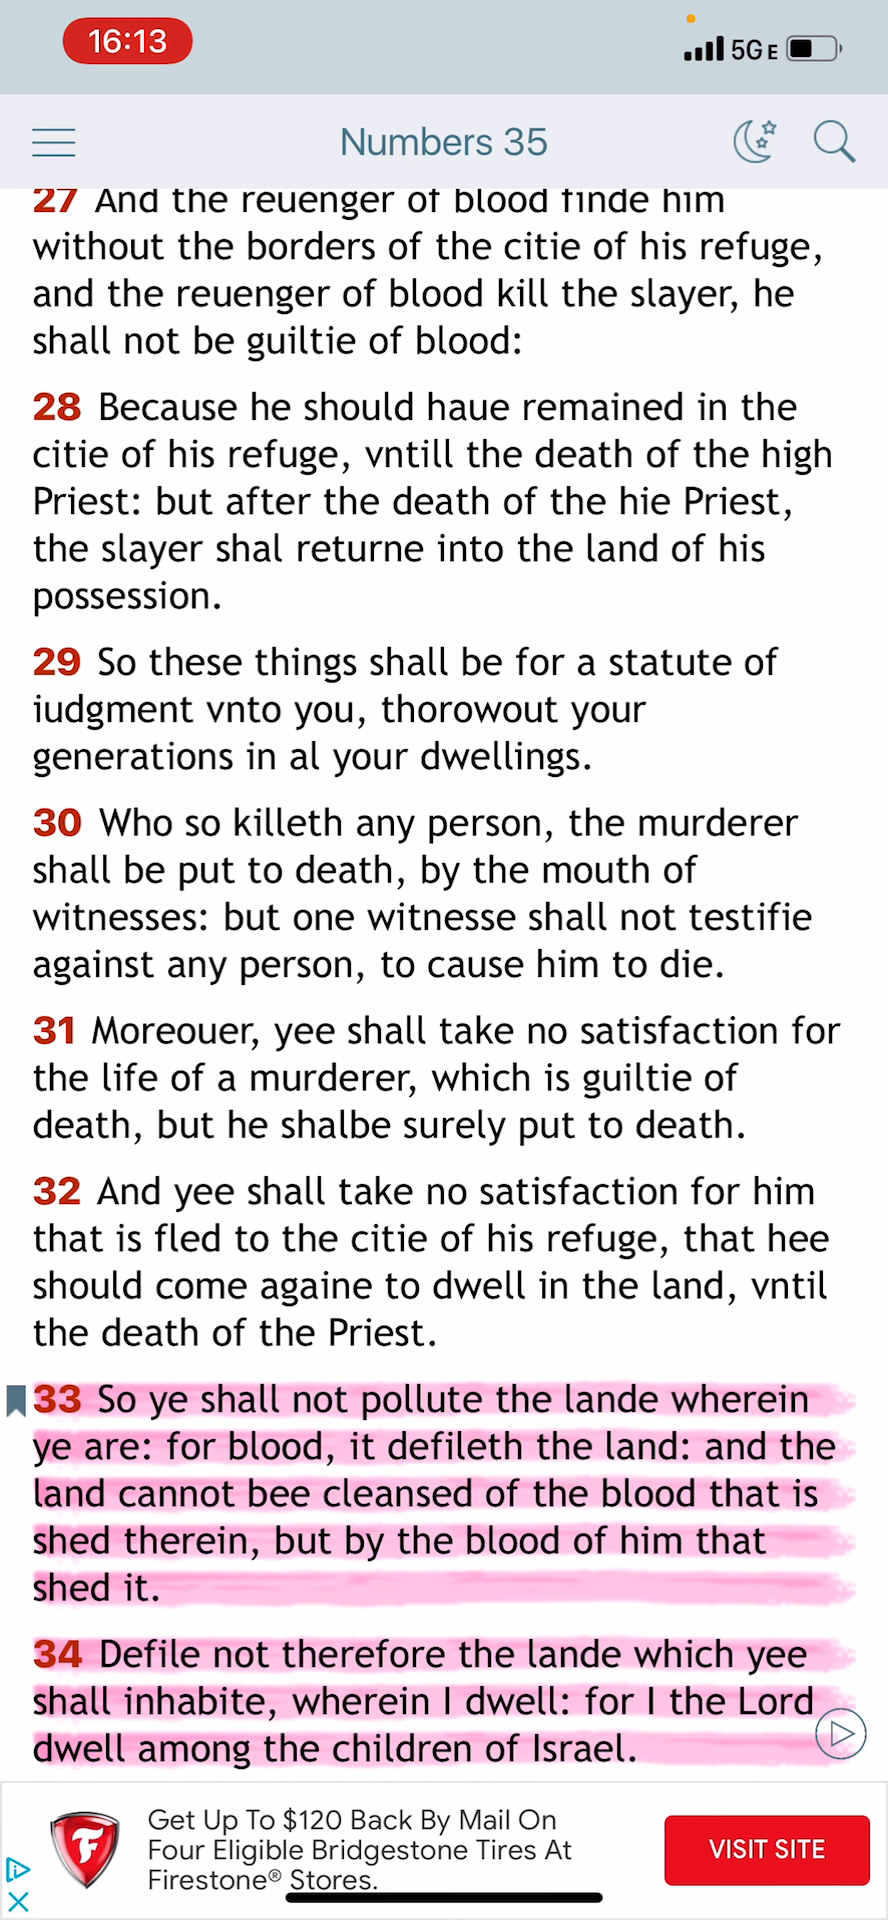 16:13
5G E
Numbers 35
27 And the reuenger of blood finde him
without the borders of the citie of his refuge,
and the reuenger of blood kill the slayer, he
shall not be guiltie of blood:
28 Because he should haue remained in the
citie of his refuge, vntill the death of the high
Priest: but after the death of the hie Priest,
the slayer shal returne into the land of his
possession.
29 So these things shall be for a statute of
iudgment vnto you, thorowout your
generations in al your dwellings.
30 Who so killeth any person, the murderer
shall be put to death, by the mouth of
witnesses: but one witnesse shall not testifie
against any person, to cause him to die.
31 Moreouer, yee shall take no satisfaction for
the life of a murderer, which is guiltie of
death, but he shalbe surely put to death.
32 And yee shall take no satisfaction for him
that is fled to the citie of his refuge, that hee
should come againe to dwell in the land, vntil
the death of the Priest.
33 So ye shall not pollute the lande wherein
ye are: for blood, it defileth the land: and the
land cannot bee cleansed of the blood that is
shed therein, but by the blood of him that
shed it.
34 Defile not therefore the lande which yee
shall inhabite, wherein I dwell: for I the Lord
dwell among the children of Israel.
Get Up To $120 Back By Mail On
Four Eligible Bridgestone Tires At
Firestone® Stores.
VISIT SITE